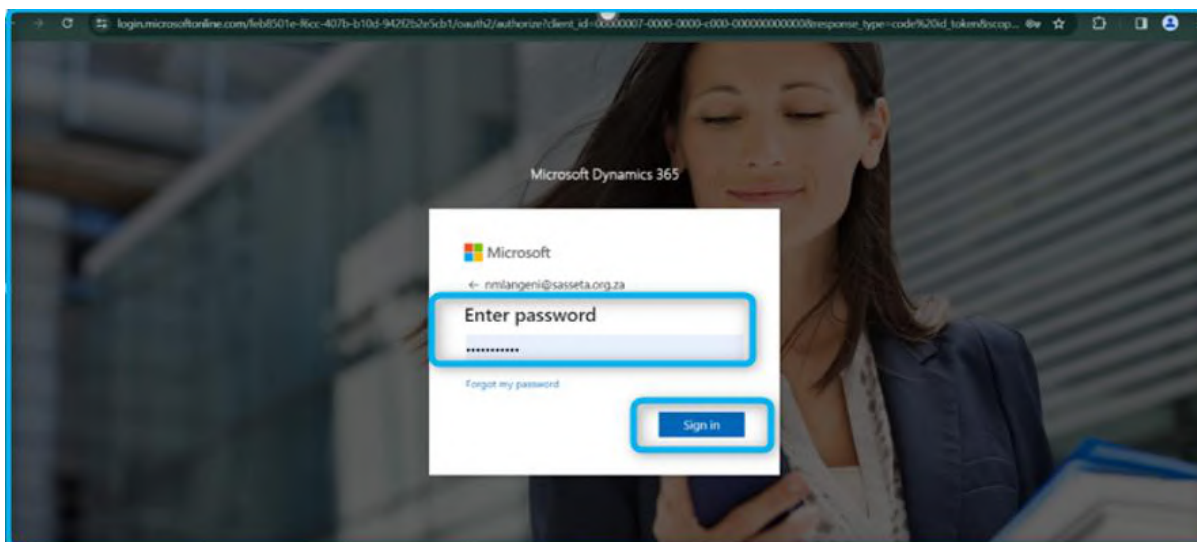 login.microsoftonline.com/feb8501e-f6cc-407b-b10d-942f2b2e5cb1/oauth2/authorize?client_id=00000007-0000-0000-c000-000000000000&response_type=code%20id_token&scop...
Microsoft Dynamics 365
Microsoft
← nmlangeni@sasseta.org.za
Enter password
•••••••••••
Forgot my password
Sign in